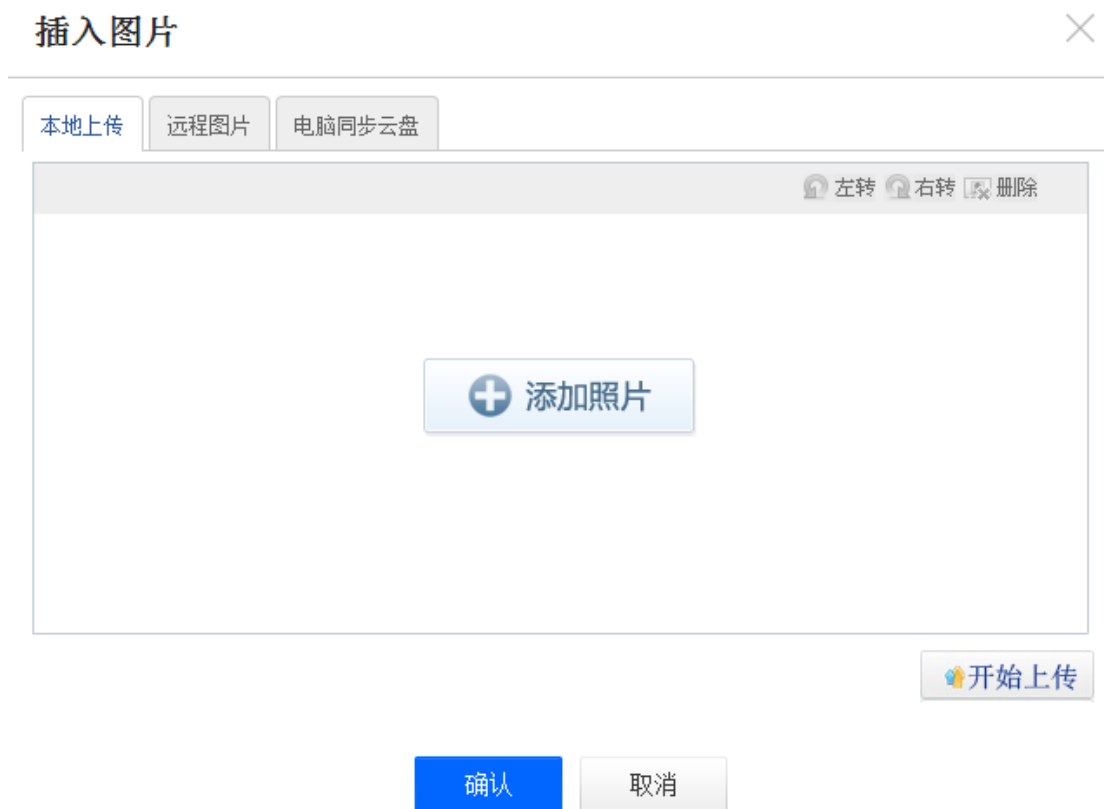 插入图片
本地上传 远程图片 电脑同步云盘
左转 右转 删除
添加照片
开始上传
确认 取消